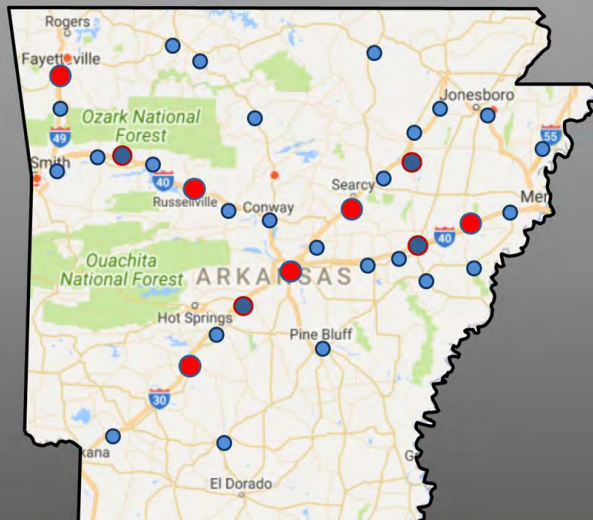 Rogers
Fayetteville
Jonesboro
Ozark National
Forest
49
55
Smith
40
Searcy
Russellville
Conway
Mem
40
Ouachita
National Forest
ARKANSAS
Hot Springs
Pine Bluff
30
kana
G
El Dorado